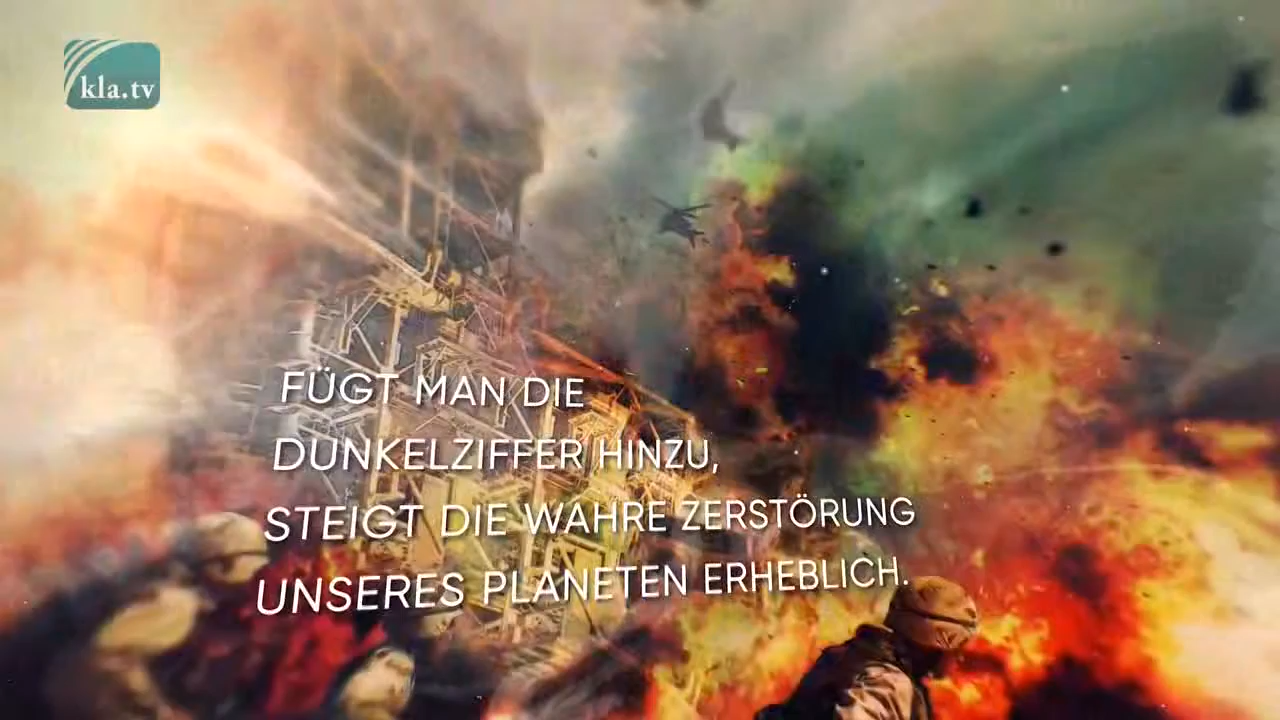 kla.tv
FÜGT MAN DIE
DUNKELZIFFER HINZU,
STEIGT DIE WAHRE ZERSTÖRUNG
UNSERES PLANETEN ERHEBLICH.